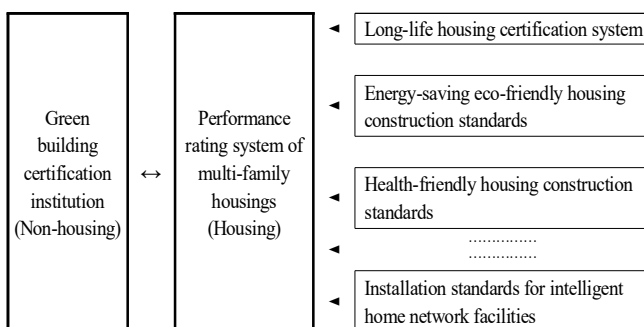 Green
building
certification
institution
(Non-housing)
↔
Performance
rating system of
multi-family
housings
(Housing)
◄ Long-life housing certification system
◄ Energy-saving eco-friendly housing
construction standards
◄ Health-friendly housing construction
standards
◄ ...............
...............
◄ Installation standards for intelligent
home network facilities